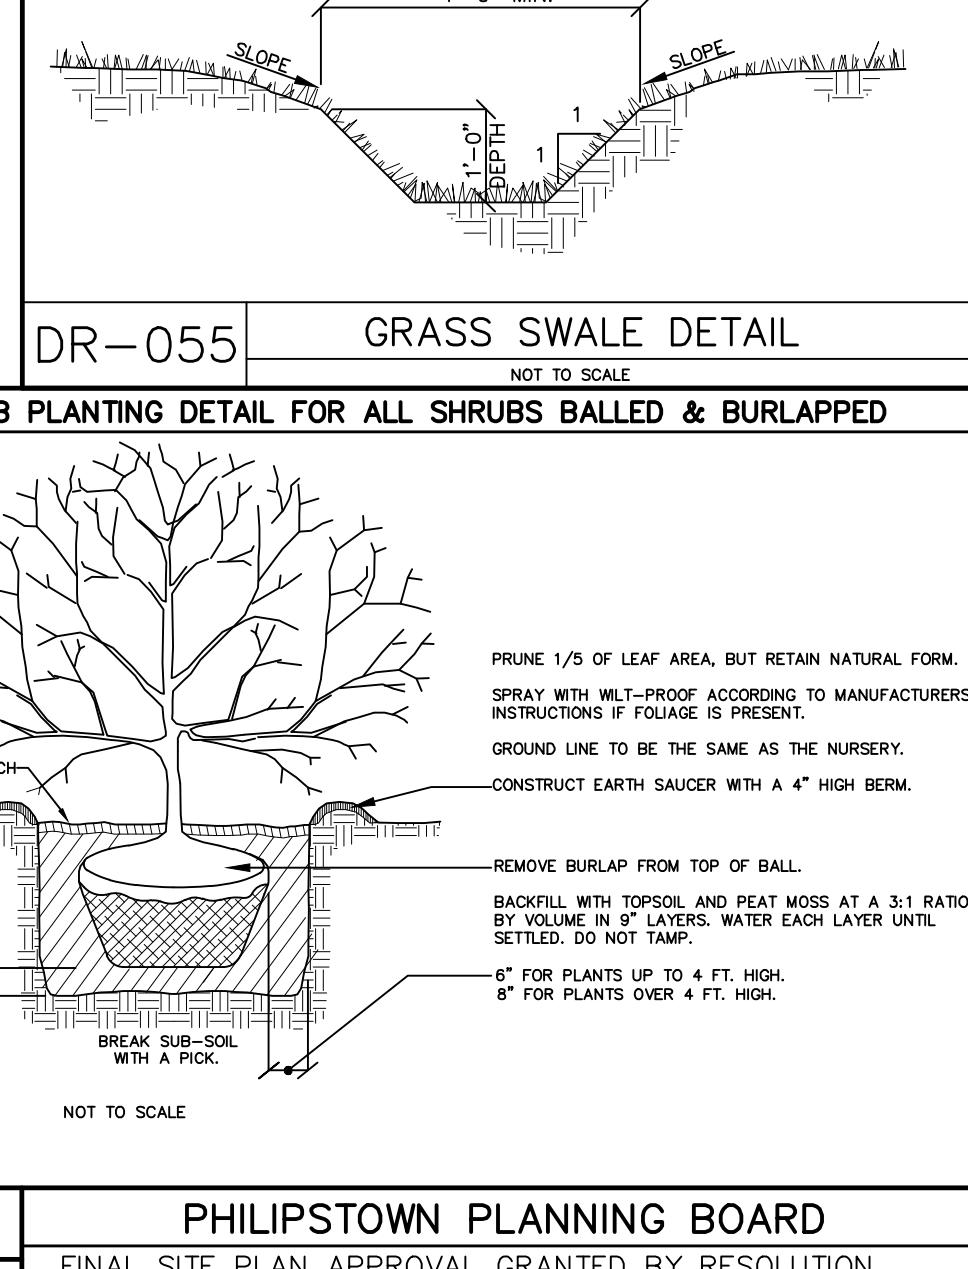 SLOPE
SLOPE
1
1
1'-0"
DEPTH
DR-055
GRASS SWALE DETAIL
NOT TO SCALE
PLANTING DETAIL FOR ALL SHRUBS BALLED & BURLAPPED
PRUNE 1/5 OF LEAF AREA, BUT RETAIN NATURAL FORM.
SPRAY WITH WILT-PROOF ACCORDING TO MANUFACTURERS
INSTRUCTIONS IF FOLIAGE IS PRESENT.
GROUND LINE TO BE THE SAME AS THE NURSERY.
CONSTRUCT EARTH SAUCER WITH A 4" HIGH BERM.
REMOVE BURLAP FROM TOP OF BALL.
BACKFILL WITH TOPSOIL AND PEAT MOSS AT A 3:1 RATIO
BY VOLUME IN 9" LAYERS. WATER EACH LAYER UNTIL
SETTLED. DO NOT TAMP.
6" FOR PLANTS UP TO 4 FT. HIGH.
8" FOR PLANTS OVER 4 FT. HIGH.
BREAK SUB-SOIL
WITH A PICK.
NOT TO SCALE
PHILIPSTOWN PLANNING BOARD
FINAL SITE PLAN APPROVAL GRANTED BY RESOLUTION